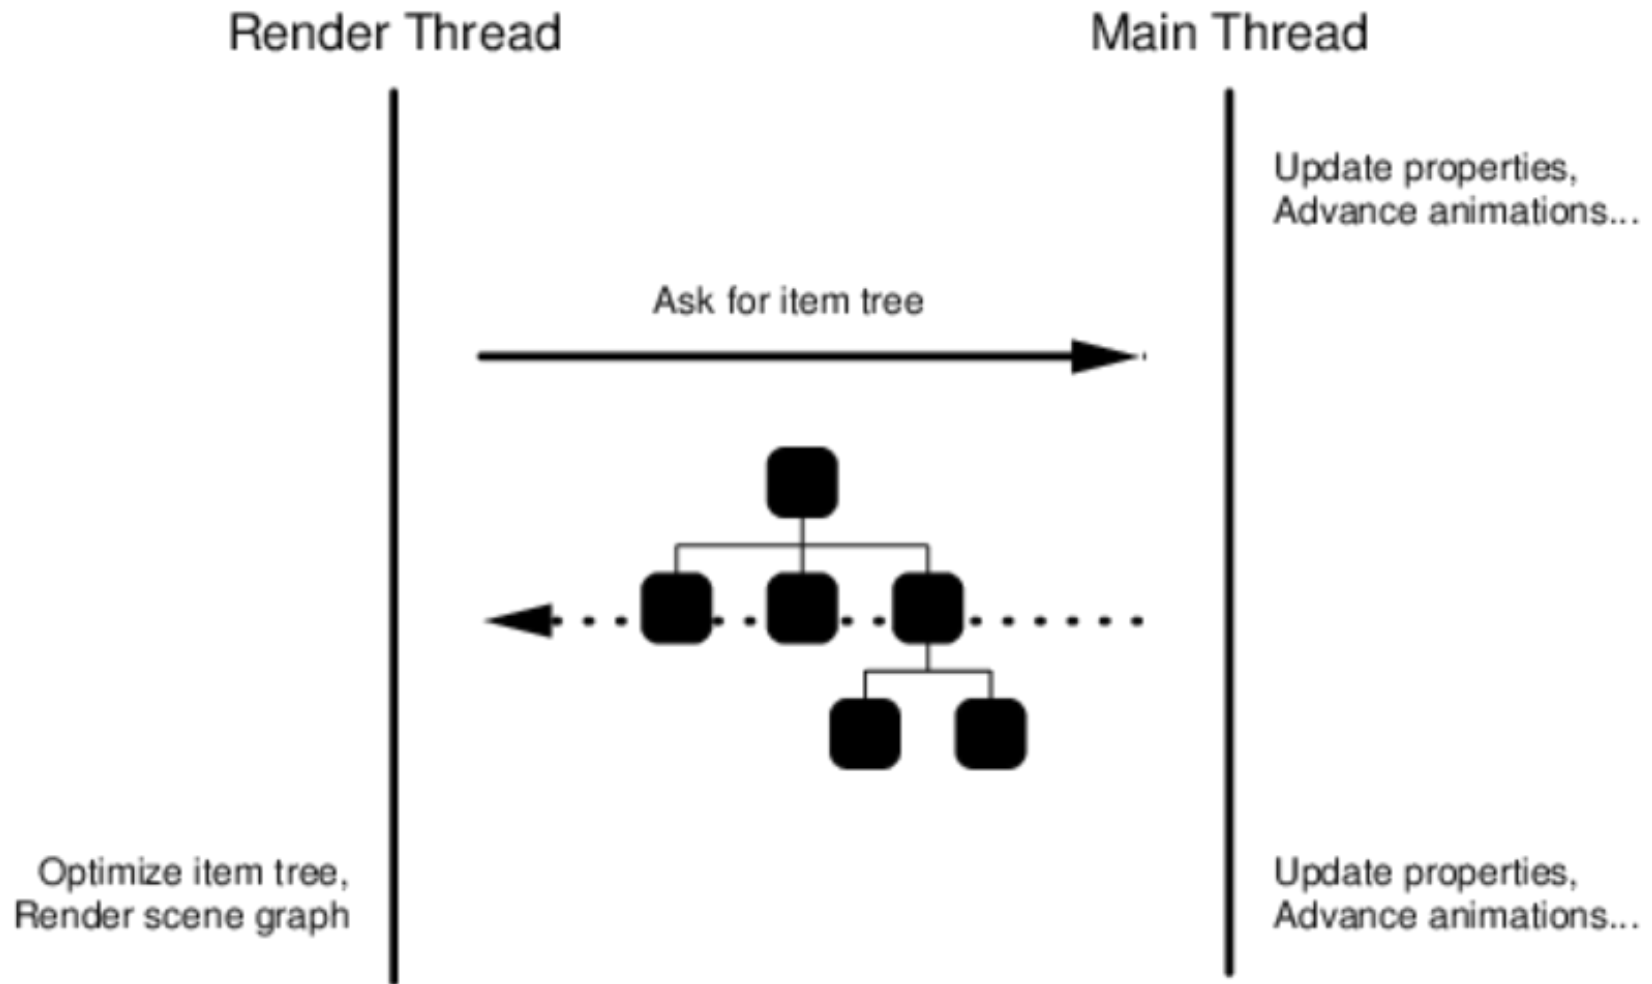 Render Thread
Main Thread
Update properties,
Advance animations...
Ask for item tree
Optimize item tree,
Render scene graph
Update properties,
Advance animations...